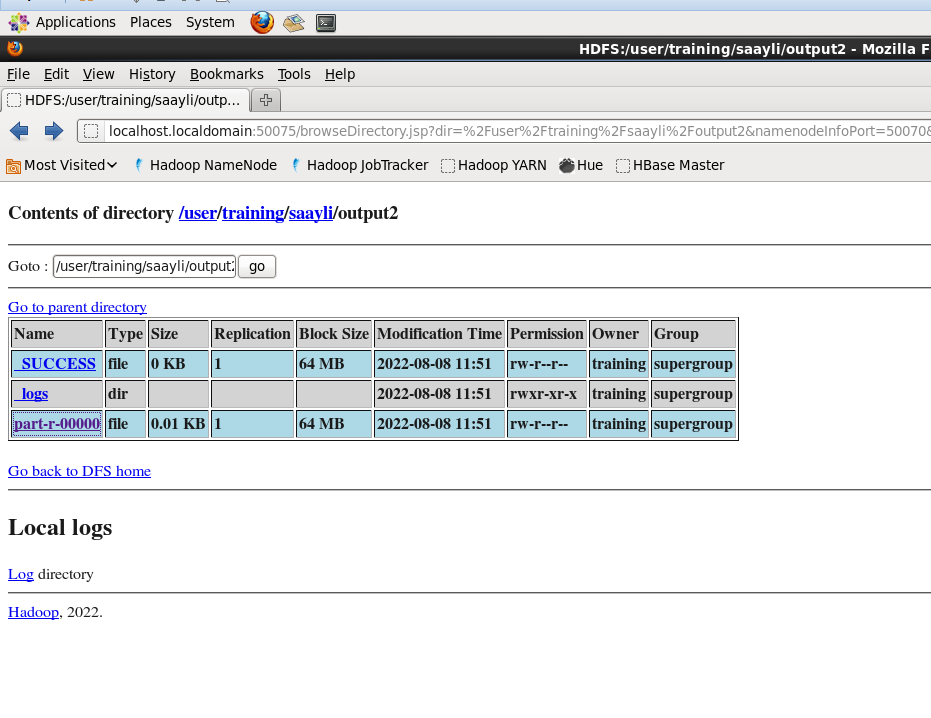 Applications Places System
HDFS:/user/training/saayli/output2 - Mozilla F
File Edit View History Bookmarks Tools Help
HDFS:/user/training/saayli/outp...
localhost.localdomain:50075/browseDirectory.jsp?dir=%2Fuser%2Ftraining%2Fsaayli%2Foutput2&namenodeInfoPort=50070&
Most Visited Hadoop NameNode Hadoop JobTracker Hadoop YARN Hue HBase Master
Contents of directory /user/training/saayli/output2
Goto : /user/training/saayli/output2 go
Go to parent directory
Name Type Size Replication Block Size Modification Time Permission Owner Group
_SUCCESS file 0 KB 1 64 MB 2022-08-08 11:51 rw-r--r-- training supergroup
_logs dir 2022-08-08 11:51 rwxr-xr-x training supergroup
part-r-00000 file 0.01 KB 1 64 MB 2022-08-08 11:51 rw-r--r-- training supergroup
Go back to DFS home
Local logs
Log directory
Hadoop, 2022.